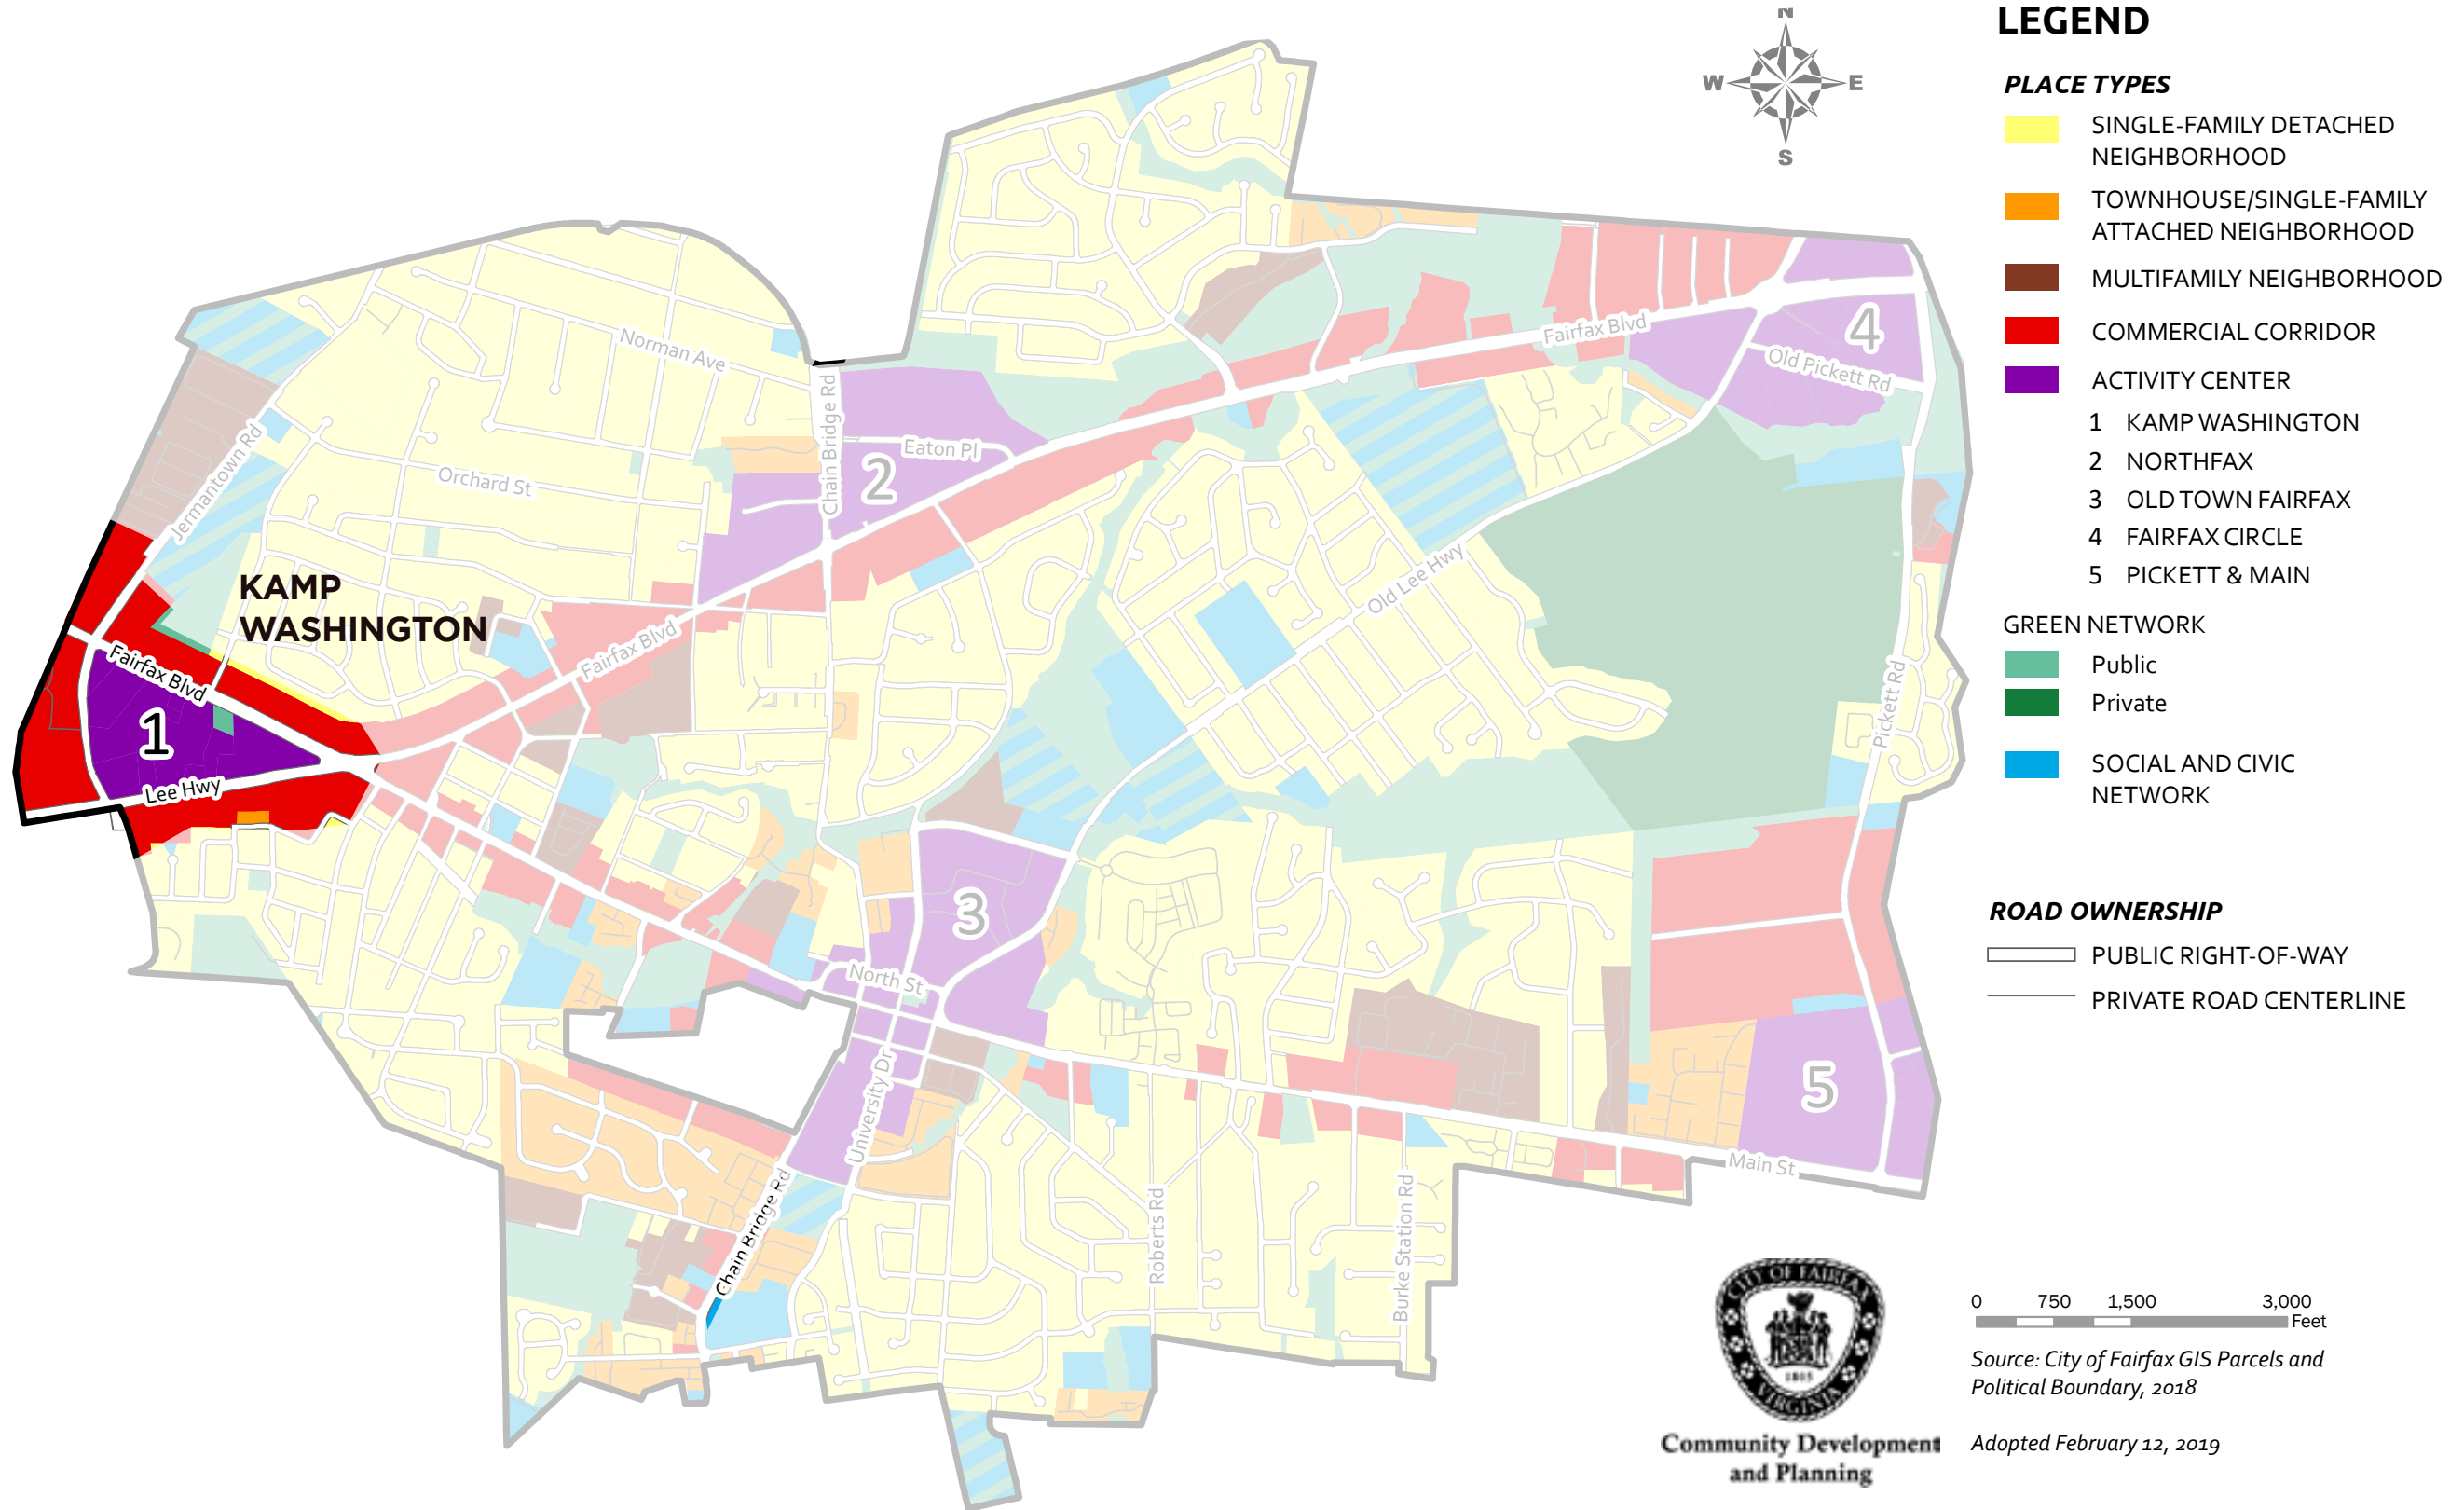 N
W E
S
LEGEND
PLACE TYPES
SINGLE-FAMILY DETACHED
NEIGHBORHOOD
TOWNHOUSE/SINGLE-FAMILY
ATTACHED NEIGHBORHOOD
MULTIFAMILY NEIGHBORHOOD
COMMERCIAL CORRIDOR
ACTIVITY CENTER
1 KAMP WASHINGTON
2 NORTHFAX
3 OLD TOWN FAIRFAX
4 FAIRFAX CIRCLE
5 PICKETT & MAIN
GREEN NETWORK
Public
Private
SOCIAL AND CIVIC
NETWORK
ROAD OWNERSHIP
PUBLIC RIGHT-OF-WAY
PRIVATE ROAD CENTERLINE
0 750 1,500 3,000
Feet
Source: City of Fairfax GIS Parcels and
Political Boundary, 2018
Adopted February 12, 2019
CITY OF FAIRFAX
1805
VIRGINIA
Community Development
and Planning
KAMP
WASHINGTON
Norman Ave
Chain Bridge Rd
Eaton Pl
2
Orchard St
Jermantown Rd
Fairfax Blvd
4
Old Pickett Rd
Old Lee Hwy
Fairfax Blvd
Fairfax Blvd
1
Lee Hwy
Pickett Rd
3
North St
University Dr
5
Main St
Chain Bridge Rd
Roberts Rd
Burke Station Rd